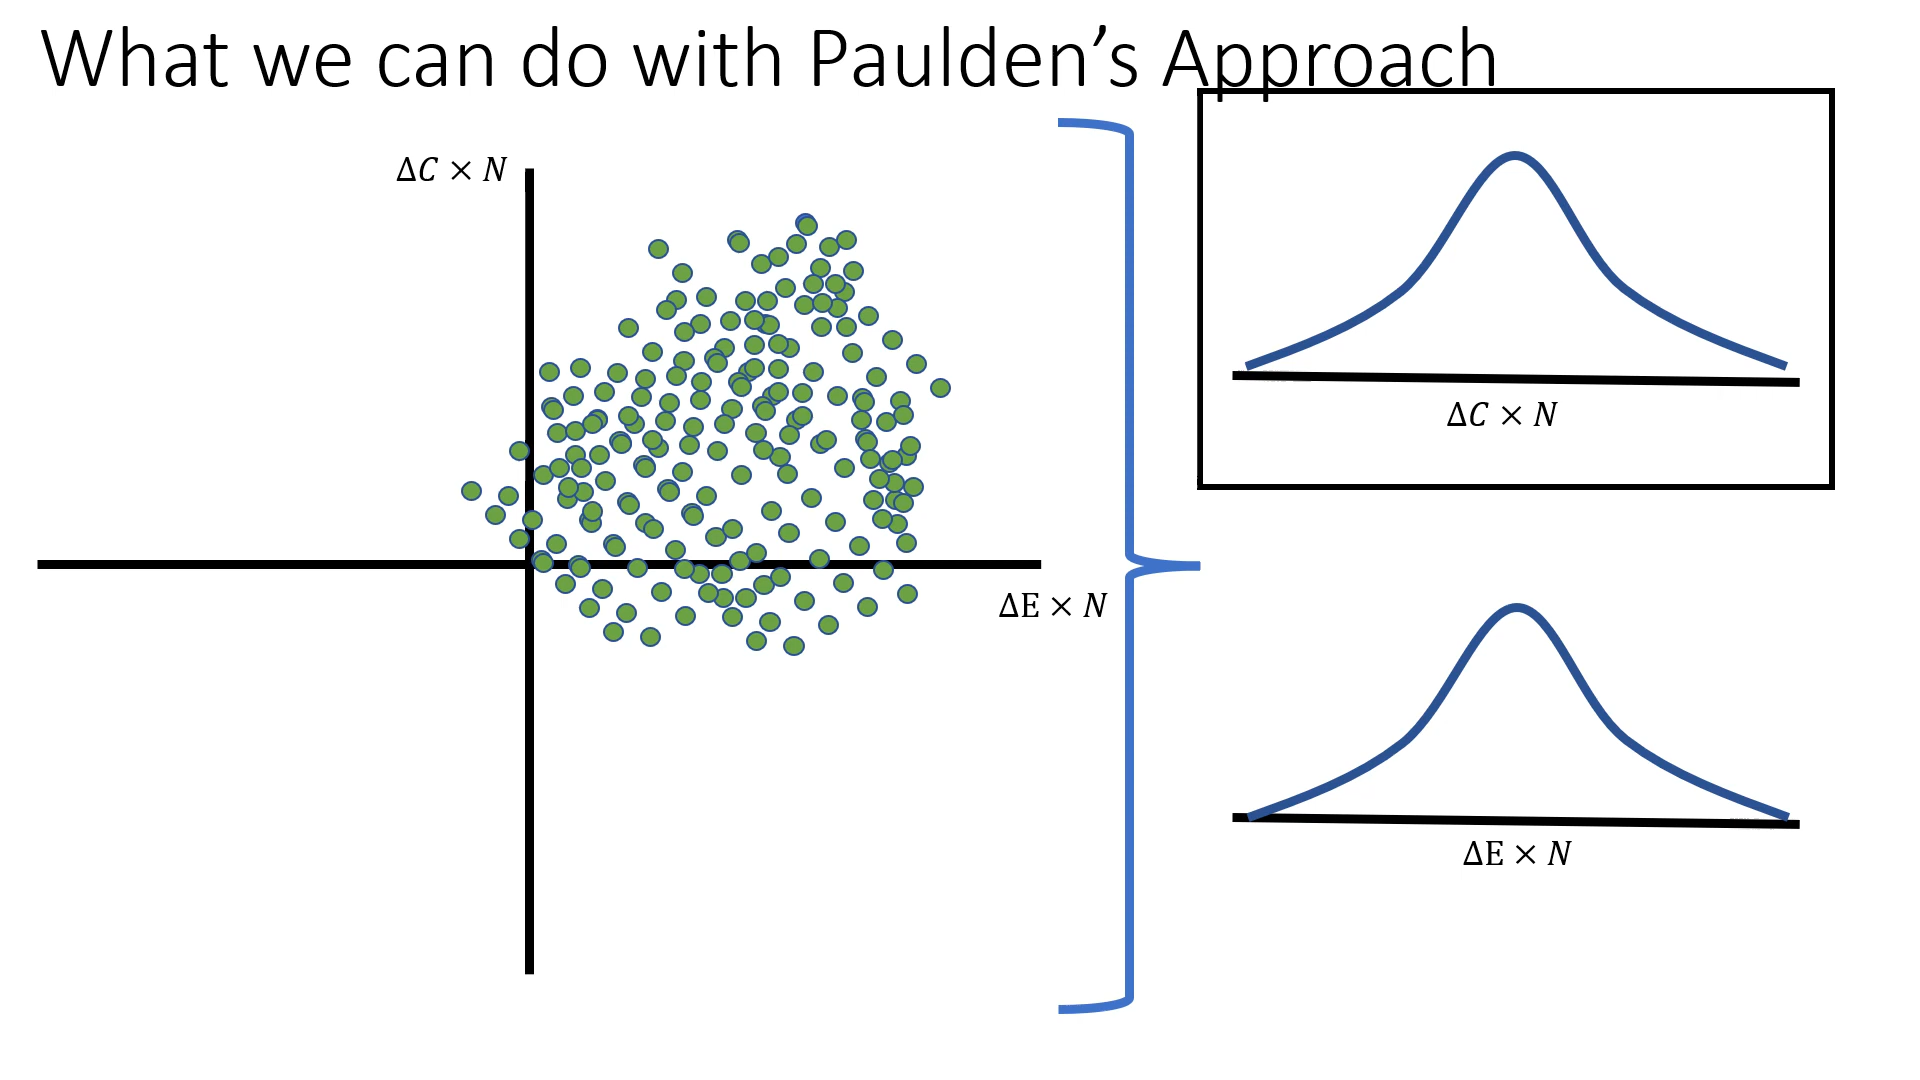 What we can do with Paulden’s Approach
Δ𝐶 × 𝑁
ΔE × 𝑁
Δ𝐶 × 𝑁
ΔE × 𝑁